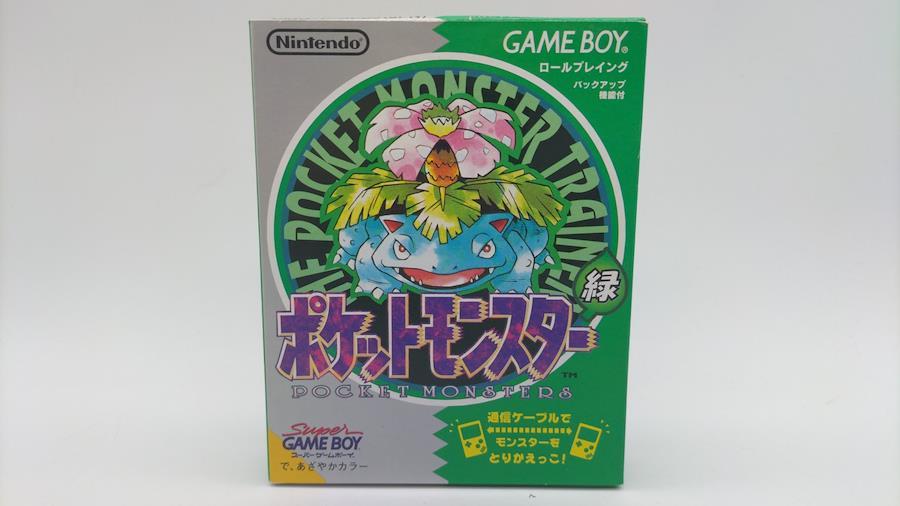 Nintendo
GAME BOY®
ロールプレイング
バックアップ
機能付
POCKET MONSTER TRAINE
緑
ポケットモンスター
TM
POCKET MONSTERS
通信ケーブルで
モンスターを
とりかえっこ!
Super
GAME BOY
スーパーゲームボーイ
で、あざやかカラー